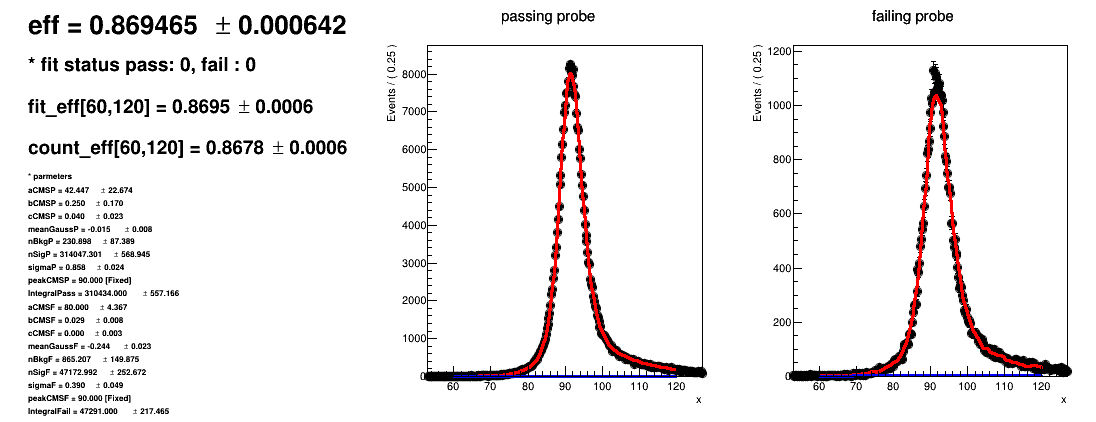 eff = 0.869465 ± 0.000642
* fit status pass: 0, fail : 0
fit_eff[60,120] = 0.8695 ± 0.0006
count_eff[60,120] = 0.8678 ± 0.0006
* parmeters
aCMSP = 42.447 ± 22.674
bCMSP = 0.250 ± 0.170
cCMSP = 0.040 ± 0.023
meanGaussP = -0.015 ± 0.008
nBkgP = 230.898 ± 87.389
nSigP = 314047.301 ± 568.945
sigmaP = 0.858 ± 0.024
peakCMSP = 90.000 [Fixed]
IntegralPass = 310434.000 ± 557.166
aCMSF = 80.000 ± 4.367
bCMSF = 0.029 ± 0.008
cCMSF = 0.000 ± 0.003
meanGaussF = -0.244 ± 0.023
nBkgF = 865.207 ± 149.875
nSigF = 47172.992 ± 252.672
sigmaF = 0.390 ± 0.049
peakCMSF = 90.000 [Fixed]
IntegralFail = 47291.000 ± 217.465
passing probe
Events / ( 0.25 )
8000
7000
6000
5000
4000
3000
2000
1000
0
60 70 80 90 100 110 120
x
failing probe
Events / ( 0.25 )
1200
1000
800
600
400
200
0
60 70 80 90 100 110 120
x